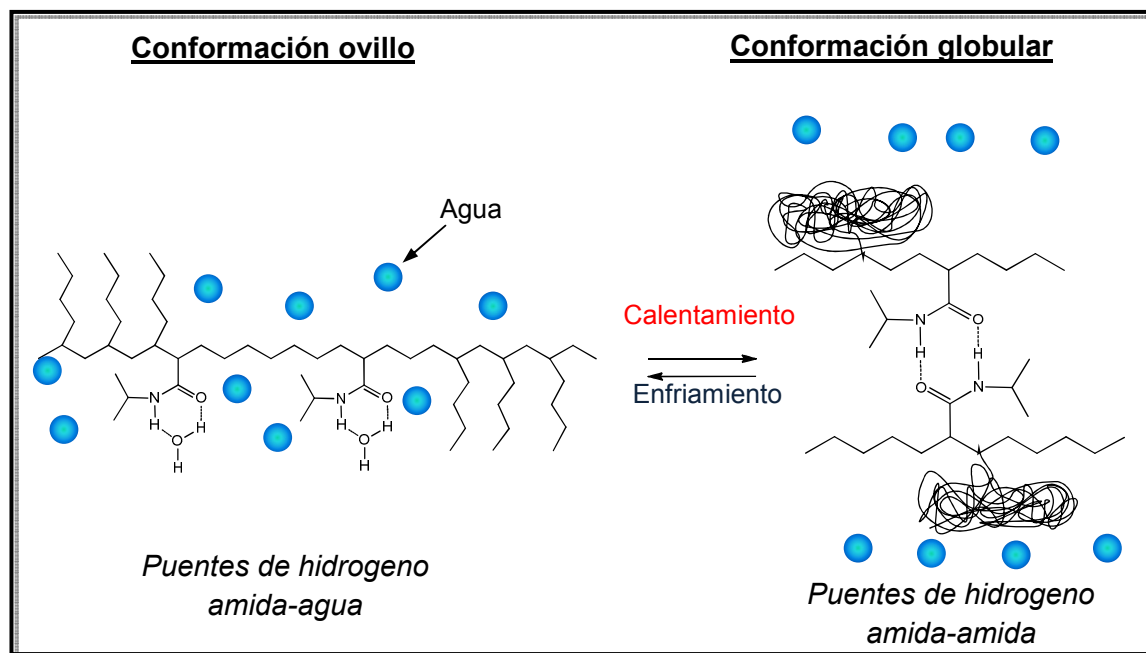 Conformación ovillo
Conformación globular
Agua
Calentamiento
Enfriamiento
N
O
H
H
O
H
N
O
H
H
O
H
N
O
H
H
O
N
Puentes de hidrogeno
amida-agua
Puentes de hidrogeno
amida-amida